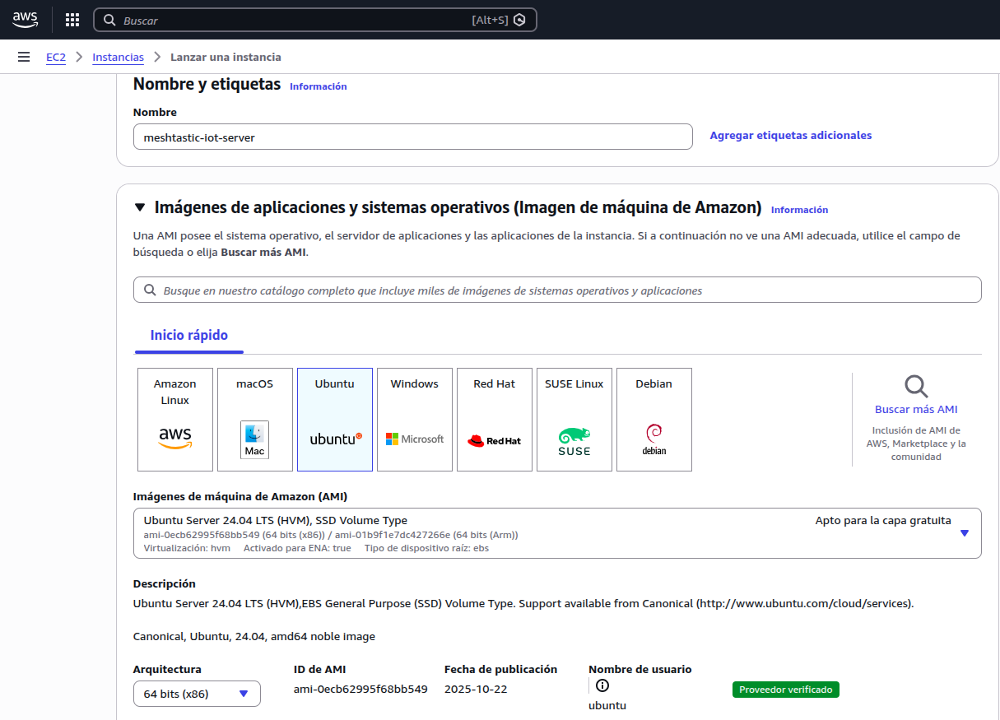 aws
Buscar [Alt+S]
EC2 Instancias Lanzar una instancia
Nombre y etiquetas Información
Nombre
meshtastic-iot-server
Agregar etiquetas adicionales
Imágenes de aplicaciones y sistemas operativos (Imagen de máquina de Amazon) Información
Una AMI posee el sistema operativo, el servidor de aplicaciones y las aplicaciones de la instancia. Si a continuación no ve una AMI adecuada, utilice el campo de
búsqueda o elija Buscar más AMI.
Busque en nuestro catálogo completo que incluye miles de imágenes de sistemas operativos y aplicaciones
Inicio rápido
Amazon
Linux
aws
macOS
Mac
Ubuntu
ubuntu
Windows
Microsoft
Red Hat
Red Hat
SUSE Linux
SUSE
Debian
debian
Buscar más AMI
Inclusión de AMI de
AWS, Marketplace y la
comunidad
Imágenes de máquina de Amazon (AMI)
Ubuntu Server 24.04 LTS (HVM), SSD Volume Type Apto para la capa gratuita
ami-0ecb62995f68bb549 (64 bits (x86)) / ami-01b9f1e7dc427266e (64 bits (Arm))
Virtualización: hvm Activado para ENA: true Tipo de dispositivo raíz: ebs
Descripción
Ubuntu Server 24.04 LTS (HVM),EBS General Purpose (SSD) Volume Type. Support available from Canonical (http://www.ubuntu.com/cloud/services).
Canonical, Ubuntu, 24.04, amd64 noble image
Arquitectura
64 bits (x86)
ID de AMI
ami-0ecb62995f68bb549
Fecha de publicación
2025-10-22
Nombre de usuario
ubuntu
Proveedor verificado